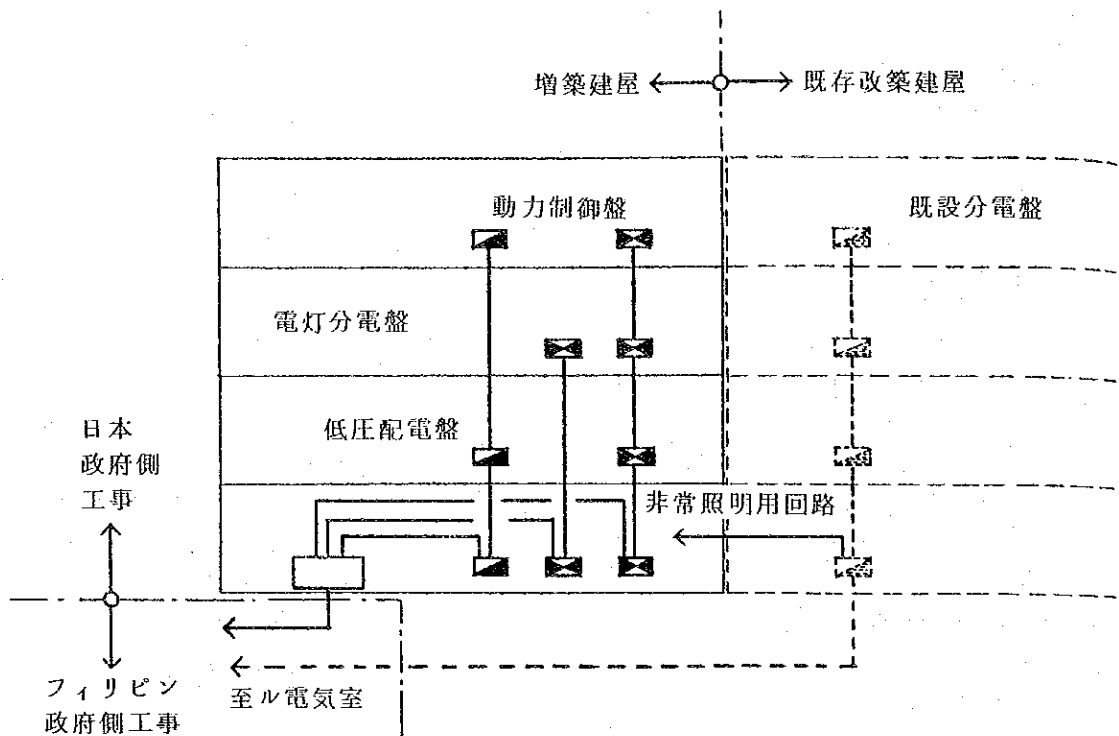 増築建屋
既存改築建屋
動力制御盤
既設分電盤
電灯分電盤
低圧配電盤
日本
政府側
工事
非常照明用回路
フィリピン
政府側工事
至ル電気室